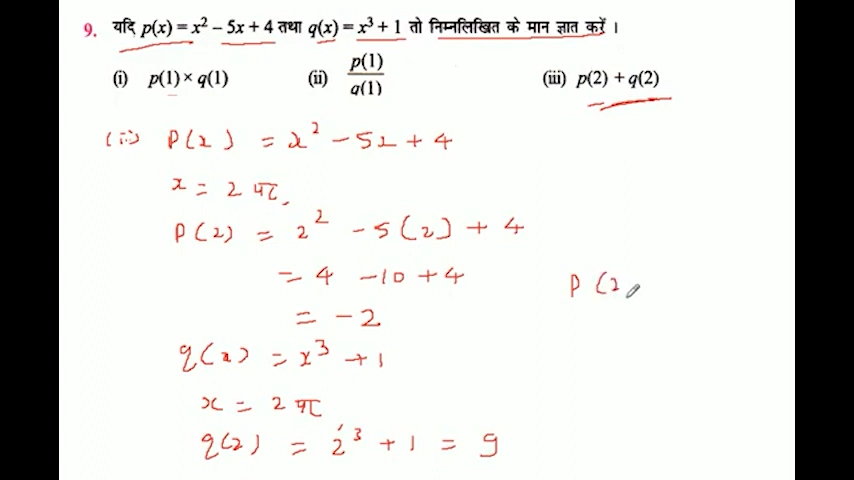 9. यदि p(x) = x² – 5x + 4 तथा q(x) = x³ + 1 तो निम्नलिखित के मान ज्ञात करें ।
(i) p(1) × q(1) (ii) p(1)/q(1) (iii) p(2) + q(2)
(iii) P(x) = x² – 5x + 4
x = 2 पर,
P(2) = 2² – 5(2) + 4
= 4 – 10 + 4
= –2
P(2
q(x) = x³ + 1
x = 2 पर
q(2) = 2³ + 1 = 9